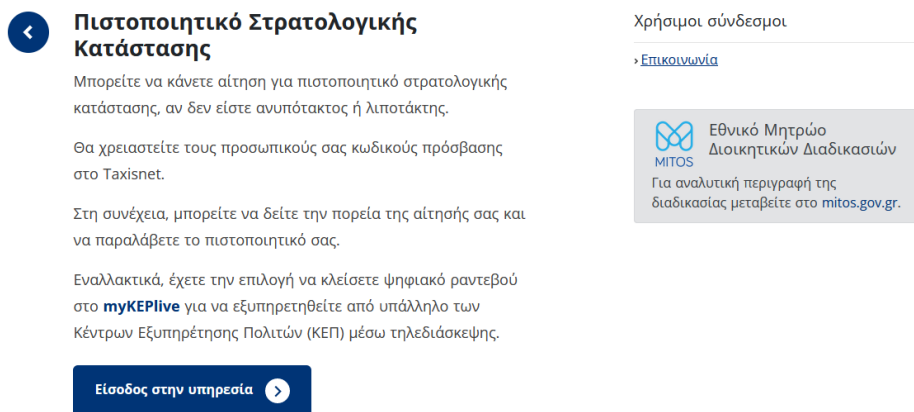 Πιστοποιητικό Στρατολογικής
Κατάστασης
Μπορείτε να κάνετε αίτηση για πιστοποιητικό στρατολογικής
κατάστασης, αν δεν είστε ανυπότακτος ή λιποτάκτης.
Θα χρειαστείτε τους προσωπικούς σας κωδικούς πρόσβασης
στο Taxisnet.
Στη συνέχεια, μπορείτε να δείτε την πορεία της αίτησής σας και
να παραλάβετε το πιστοποιητικό σας.
Εναλλακτικά, έχετε την επιλογή να κλείσετε ψηφιακό ραντεβού
στο myKEPlive για να εξυπηρετηθείτε από υπάλληλο των
Κέντρων Εξυπηρέτησης Πολιτών (ΚΕΠ) μέσω τηλεδιάσκεψης.
Είσοδος στην υπηρεσία
Χρήσιμοι σύνδεσμοι
Επικοινωνία
MITOS
Εθνικό Μητρώο
Διοικητικών Διαδικασιών
Για αναλυτική περιγραφή της
διαδικασίας μεταβείτε στο mitos.gov.gr.